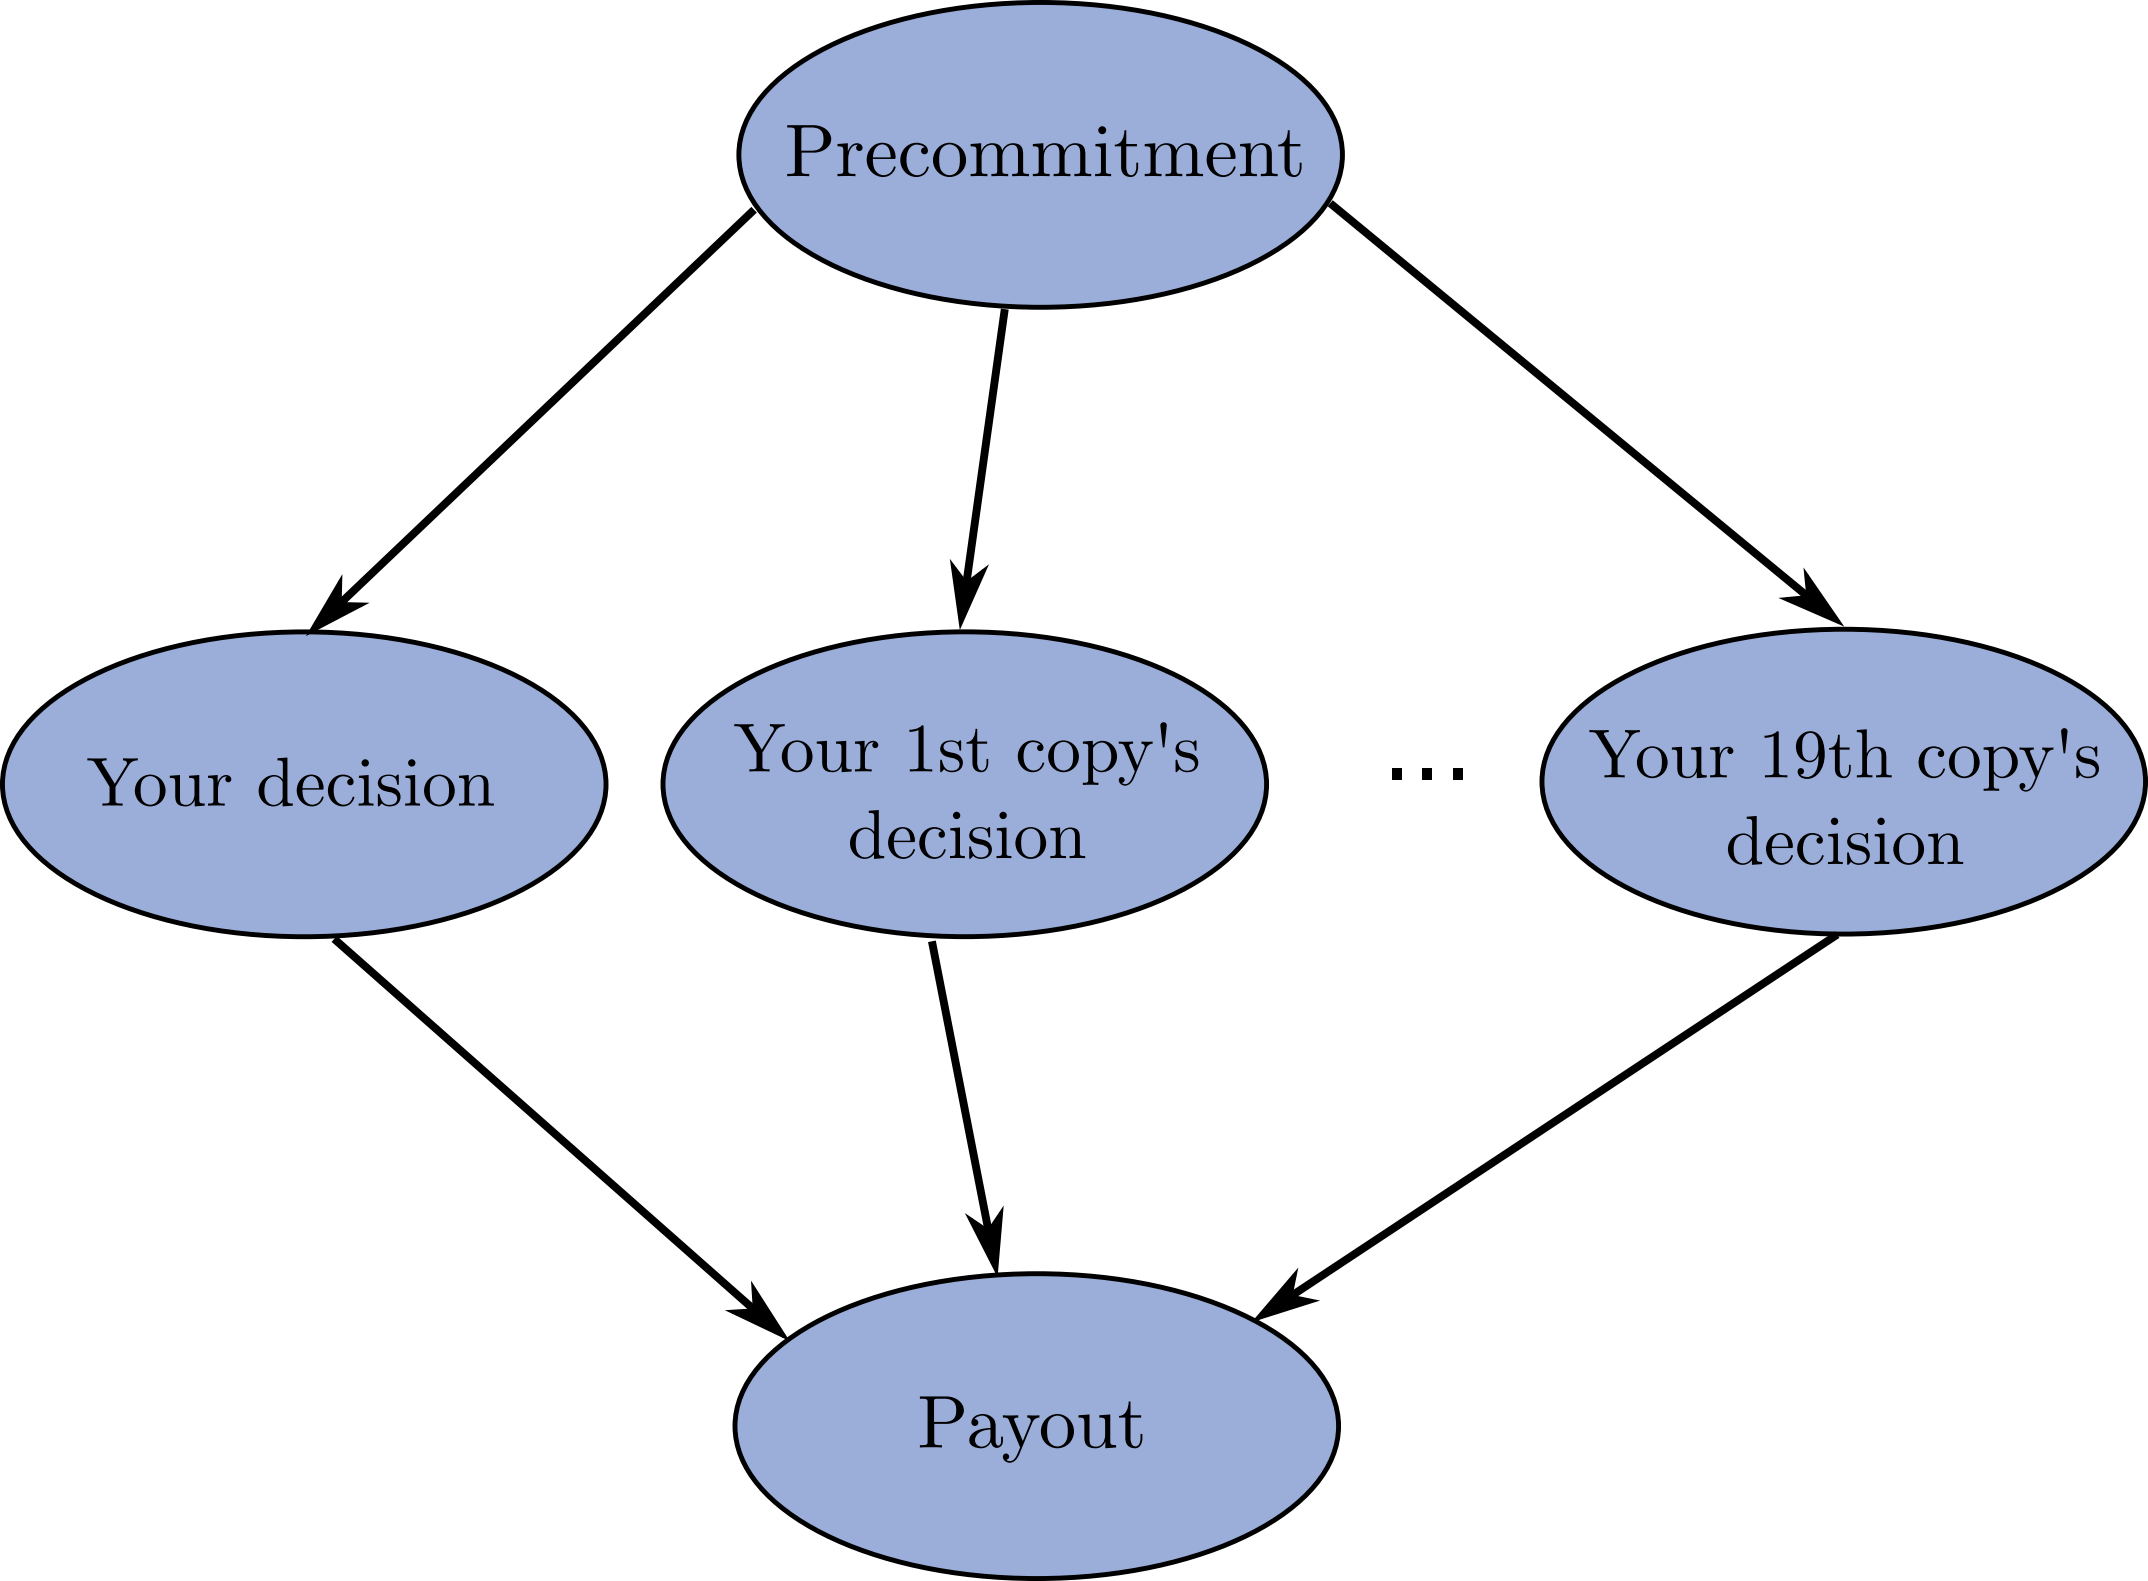 Precommitment
Your decision
Your 1st copy's
decision
...
Your 19th copy's
decision
Payout